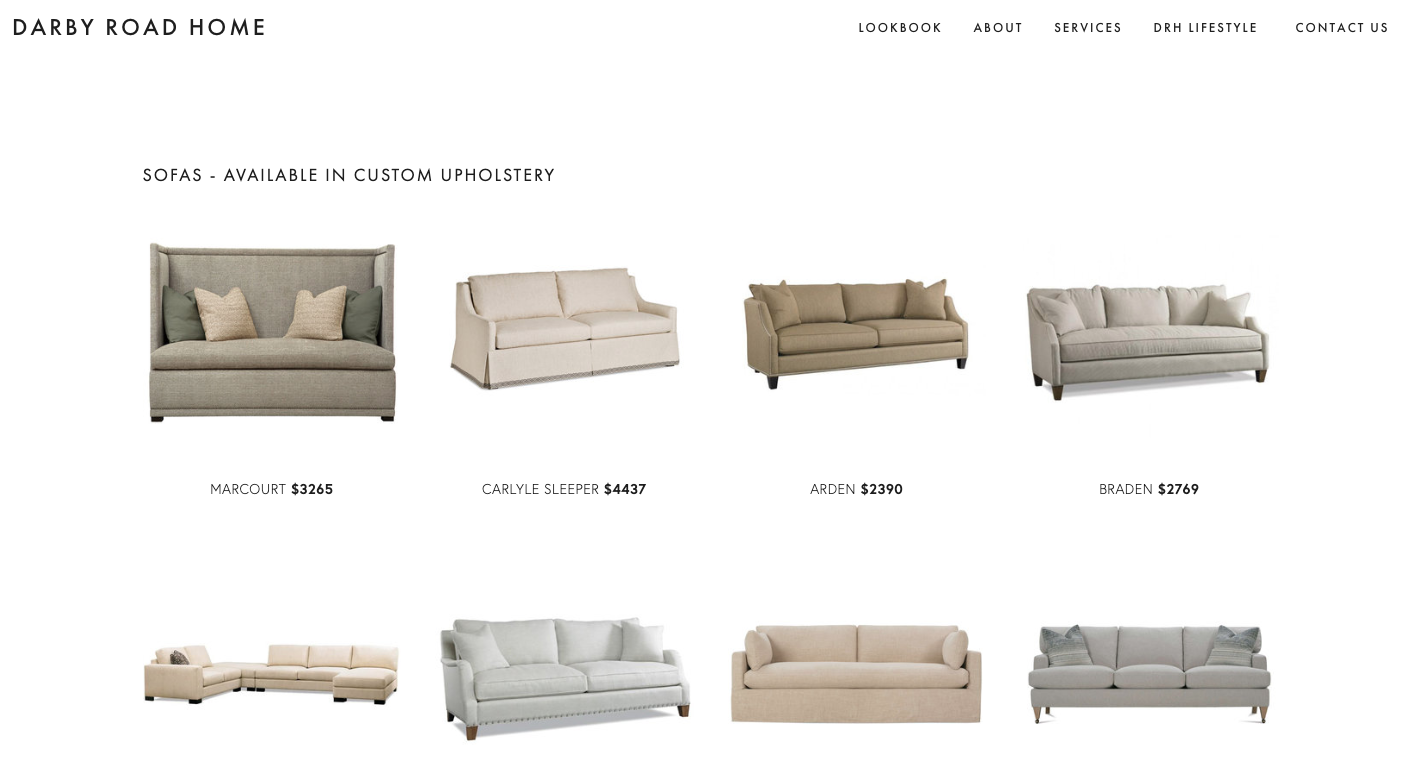 DARBY ROAD HOME
LOOKBOOK ABOUT SERVICES DRH LIFESTYLE CONTACT US
SOFAS - AVAILABLE IN CUSTOM UPHOLSTERY
MARCOURT $3265
CARLYLE SLEEPER $4437
ARDEN $2390
BRADEN $2769